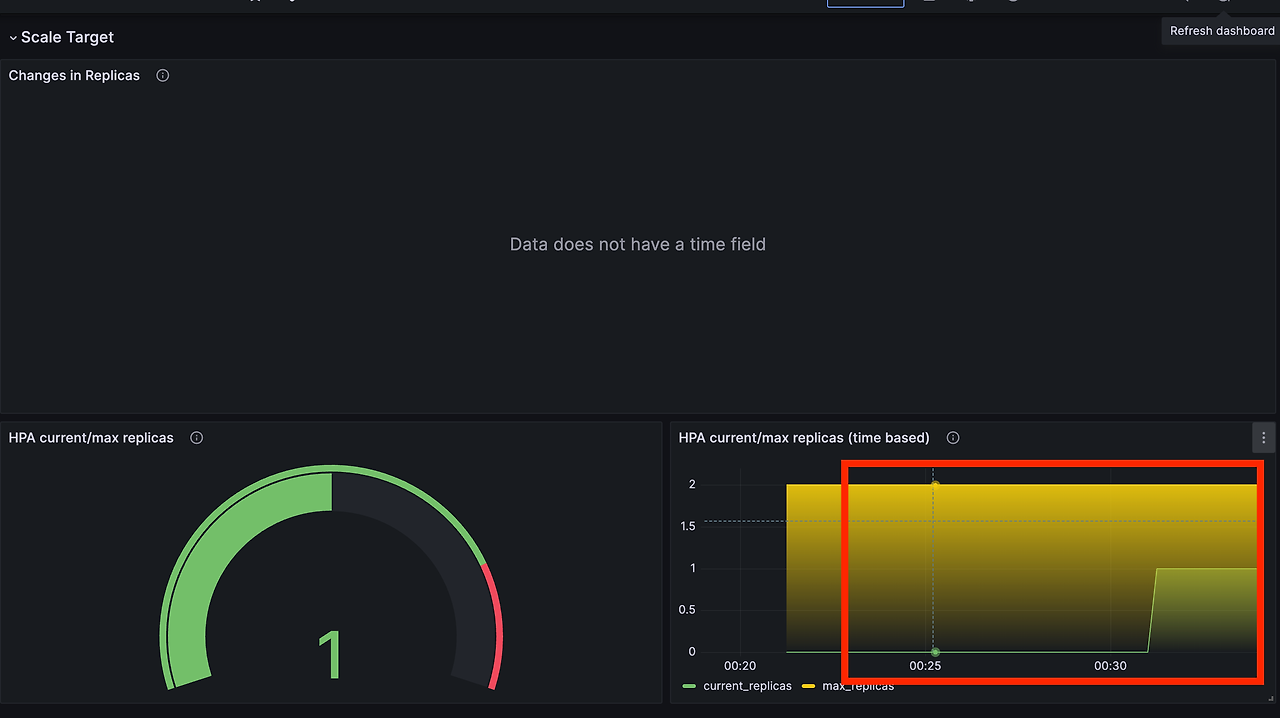 Scale Target
Refresh dashboard
Changes in Replicas
Data does not have a time field
HPA current/max replicas
1
HPA current/max replicas (time based)
2
1.5
1
0.5
0
00:20 00:25 00:30
current_replicas max_replicas